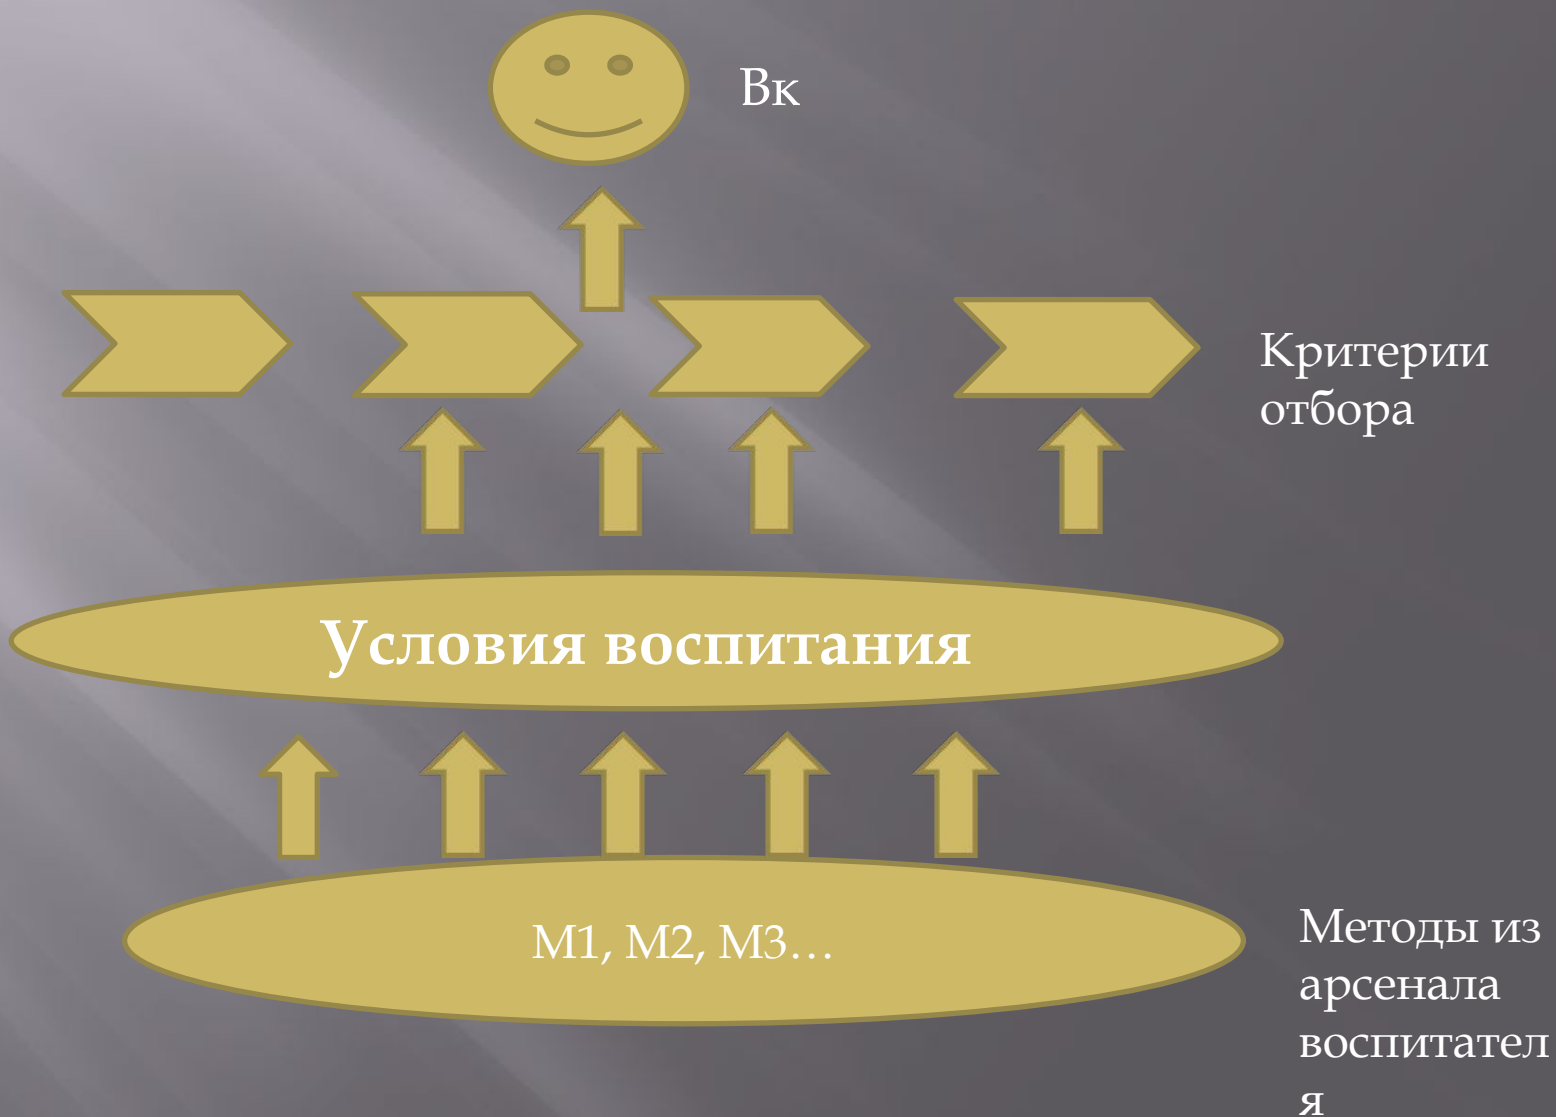 Вк
Критерии
отбора
Условия воспитания
М1, М2, М3…
Методы из
арсенала
воспитател
я